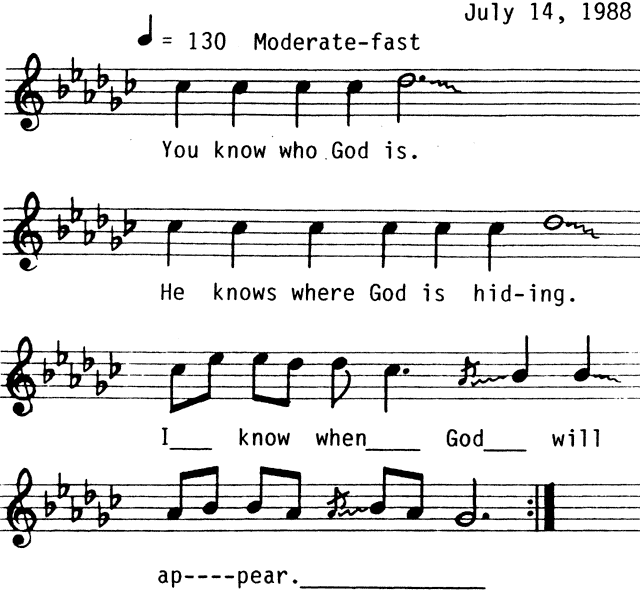 July 14, 1988
♩ = 130 Moderate-fast
You know who God is.
He knows where God is hid-ing.
I___ know when____ God___ will
ap----pear.______________